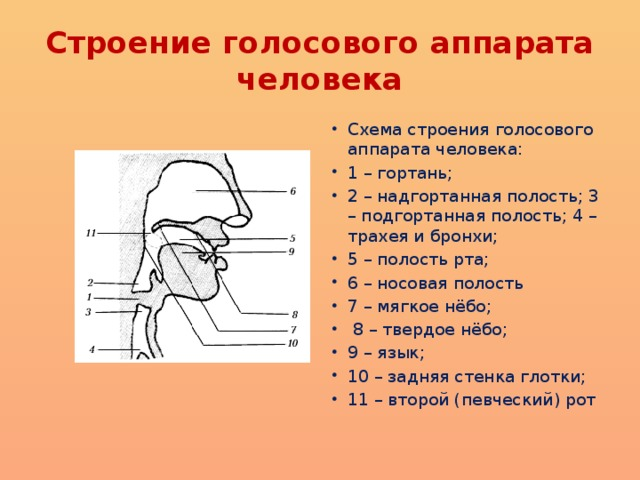 Строение голосового аппарата
человека
• Схема строения голосового
аппарата человека:
• 1 – гортань;
• 2 – надгортанная полость; 3
– подгортанная полость; 4 –
трахея и бронхи;
• 5 – полость рта;
• 6 – носовая полость
• 7 – мягкое нёбо;
• 8 – твердое нёбо;
• 9 – язык;
• 10 – задняя стенка глотки;
• 11 – второй (певческий) рот
6
11
5
9
2
1
3
8
7
10
4